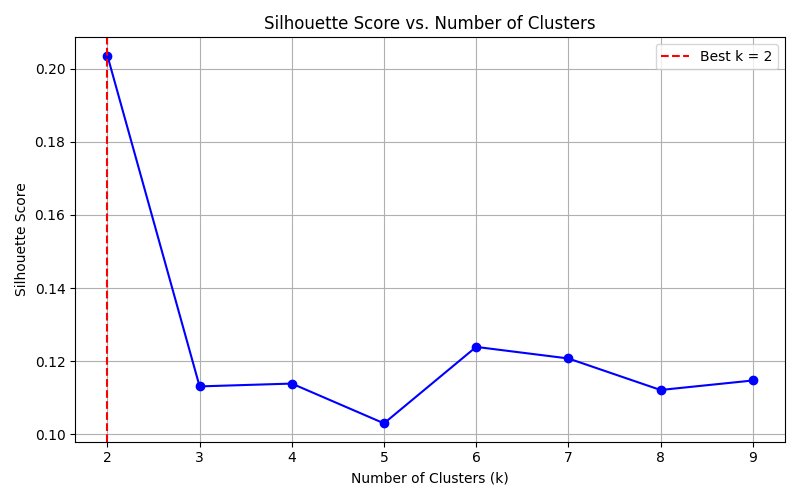 Silhouette Score vs. Number of Clusters
Best k = 2
Silhouette Score
0.20
0.18
0.16
0.14
0.12
0.10
2 3 4 5 6 7 8 9
Number of Clusters (k)